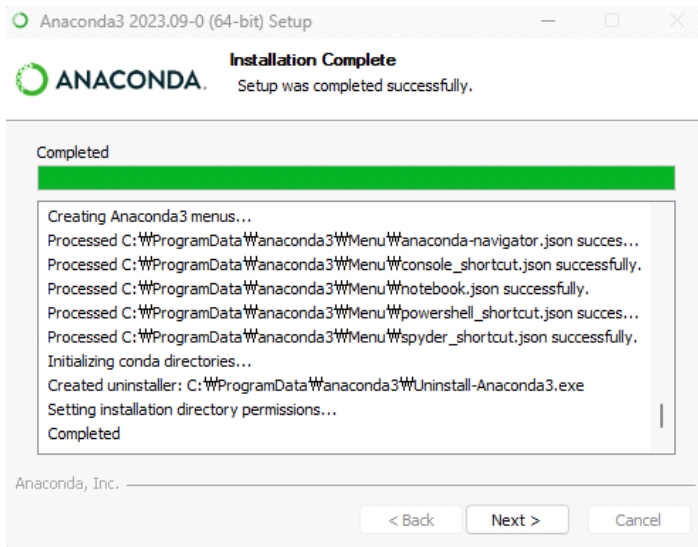 Anaconda3 2023.09-0 (64-bit) Setup
ANACONDA.
Installation Complete
Setup was completed successfully.
Completed
Creating Anaconda3 menus...
Processed C:₩ProgramData₩anaconda3₩Menu₩anaconda-navigator.json succes...
Processed C:₩ProgramData₩anaconda3₩Menu₩console_shortcut.json successfully.
Processed C:₩ProgramData₩anaconda3₩Menu₩notebook.json successfully.
Processed C:₩ProgramData₩anaconda3₩Menu₩powershell_shortcut.json succes...
Processed C:₩ProgramData₩anaconda3₩Menu₩spyder_shortcut.json successfully.
Initializing conda directories...
Created uninstaller: C:₩ProgramData₩anaconda3₩Uninstall-Anaconda3.exe
Setting installation directory permissions...
Completed
Anaconda, Inc.
< Back
Next >
Cancel